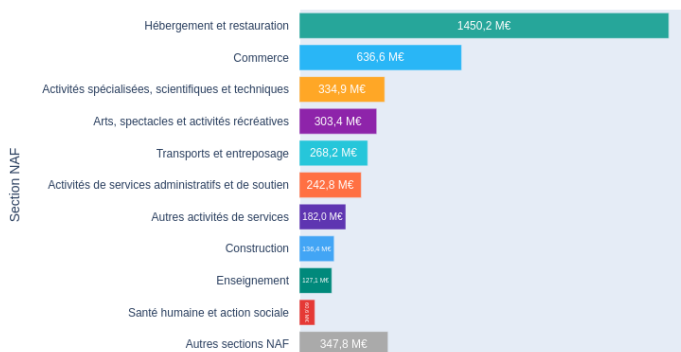 Section NAF
Hébergement et restauration 1450,2 M€
Commerce 636,6 M€
Activités spécialisées, scientifiques et techniques 334,9 M€
Arts, spectacles et activités récréatives 303,4 M€
Transports et entreposage 268,2 M€
Activités de services administratifs et de soutien 242,8 M€
Autres activités de services 182,0 M€
Construction M€
Enseignement 127,1 M€
Santé humaine et action sociale M€
Autres sections NAF 347,8 M€